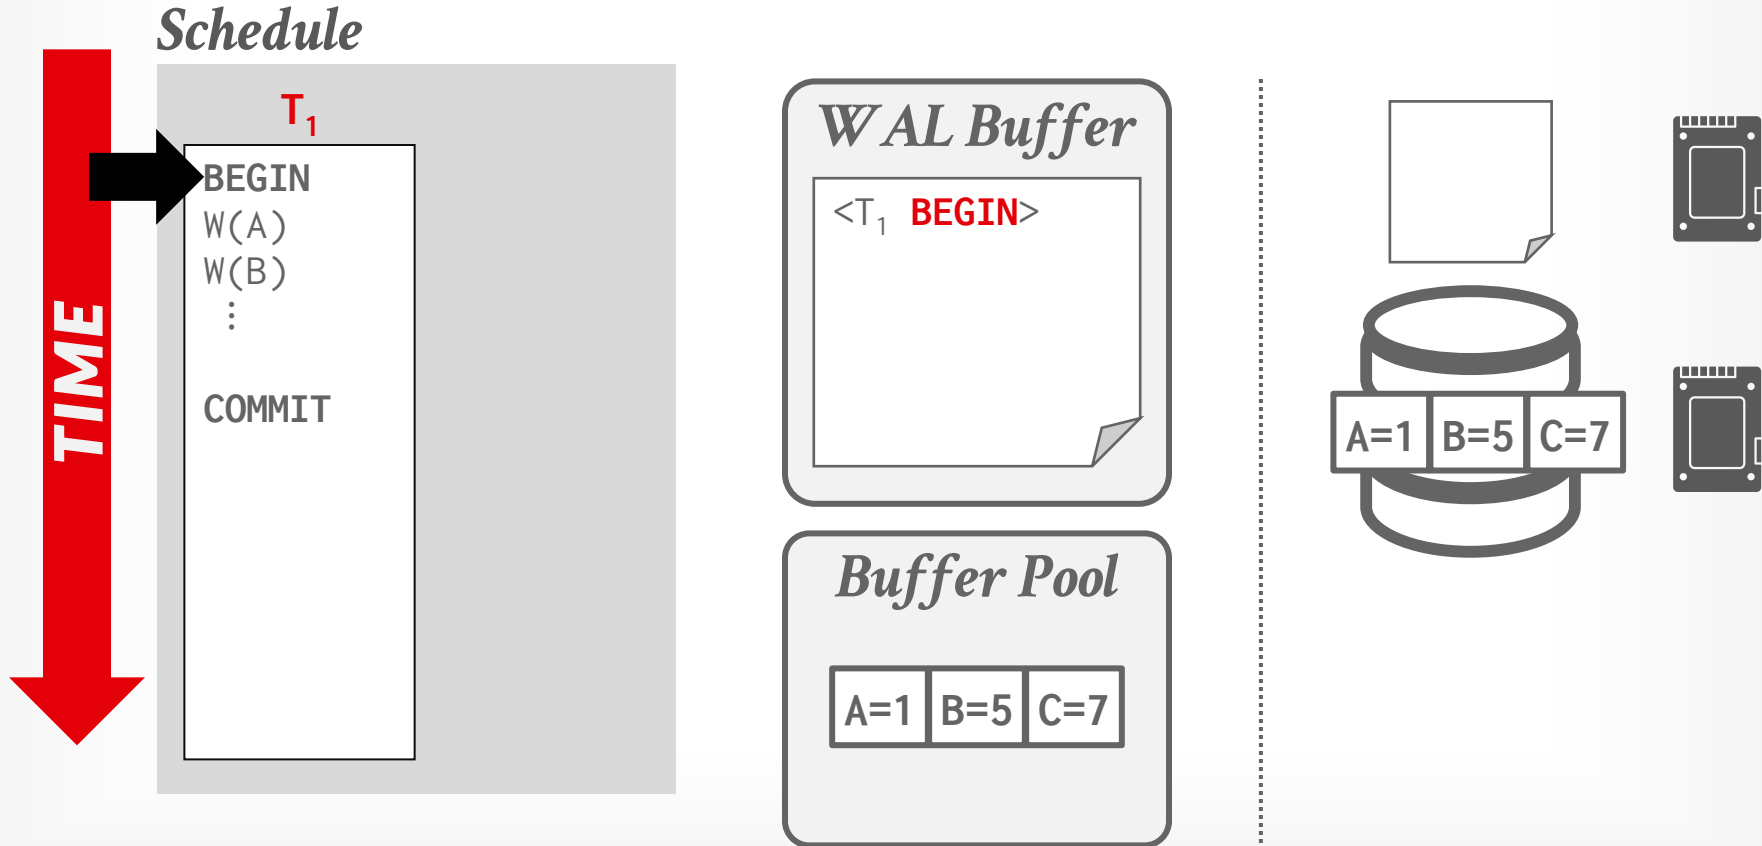 Schedule
TIME
T₁
BEGIN
W(A)
W(B)
⋮
COMMIT
WAL Buffer
<T₁ BEGIN>
Buffer Pool
A=1 B=5 C=7
A=1 B=5 C=7